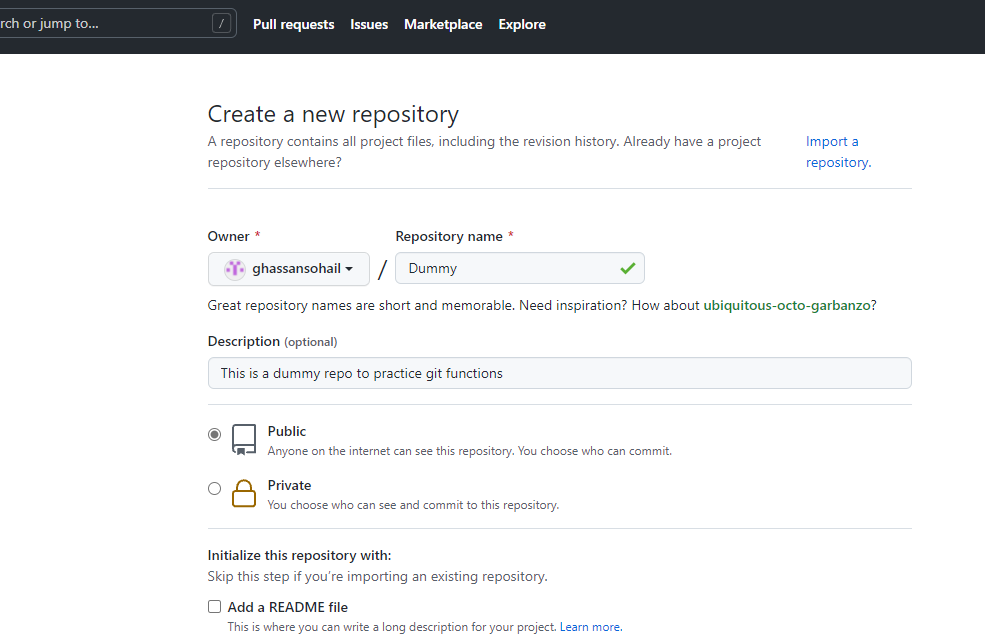 rch or jump to... /
Pull requests Issues Marketplace Explore
Create a new repository
A repository contains all project files, including the revision history. Already have a project
repository elsewhere?
Import a
repository.
Owner *
Repository name *
ghassansohail / Dummy
Great repository names are short and memorable. Need inspiration? How about ubiquitous-octo-garbanzo?
Description (optional)
This is a dummy repo to practice git functions
Public
Anyone on the internet can see this repository. You choose who can commit.
Private
You choose who can see and commit to this repository.
Initialize this repository with:
Skip this step if you’re importing an existing repository.
Add a README file
This is where you can write a long description for your project. Learn more.